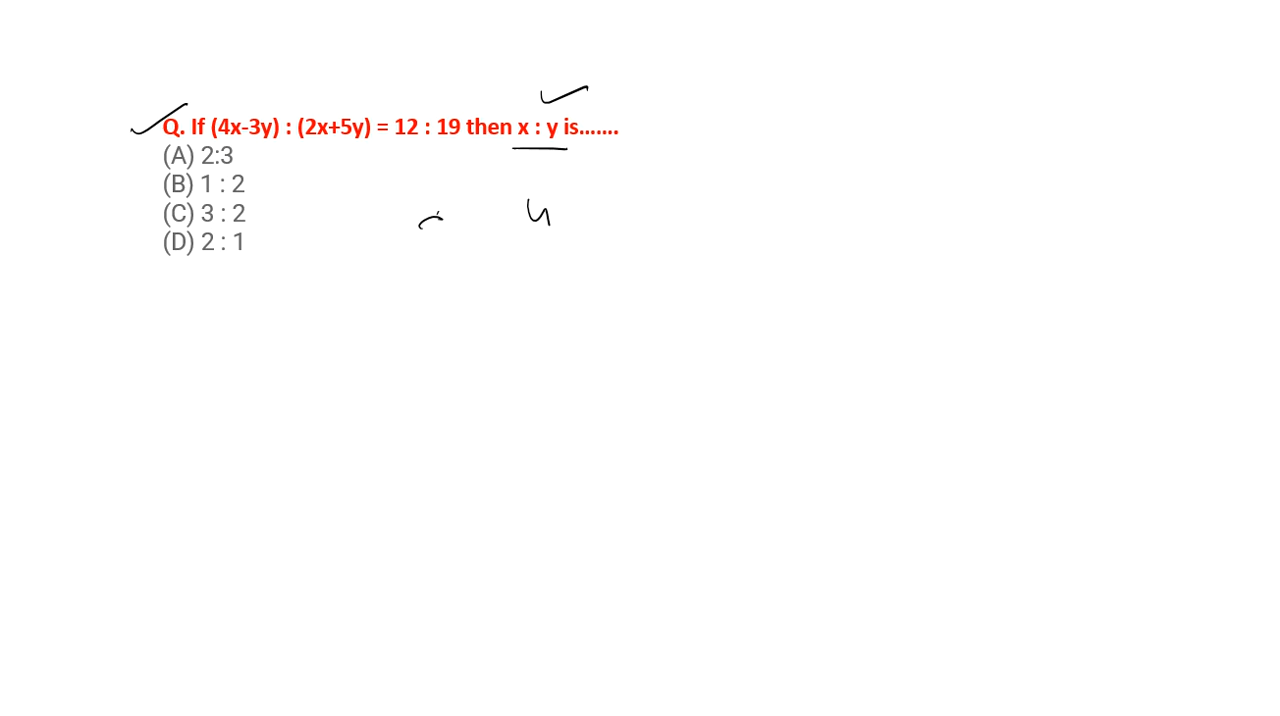 Q. If (4x-3y) : (2x+5y) = 12 : 19 then x : y is.......
(A) 2:3
(B) 1 : 2
(C) 3 : 2
(D) 2 : 1